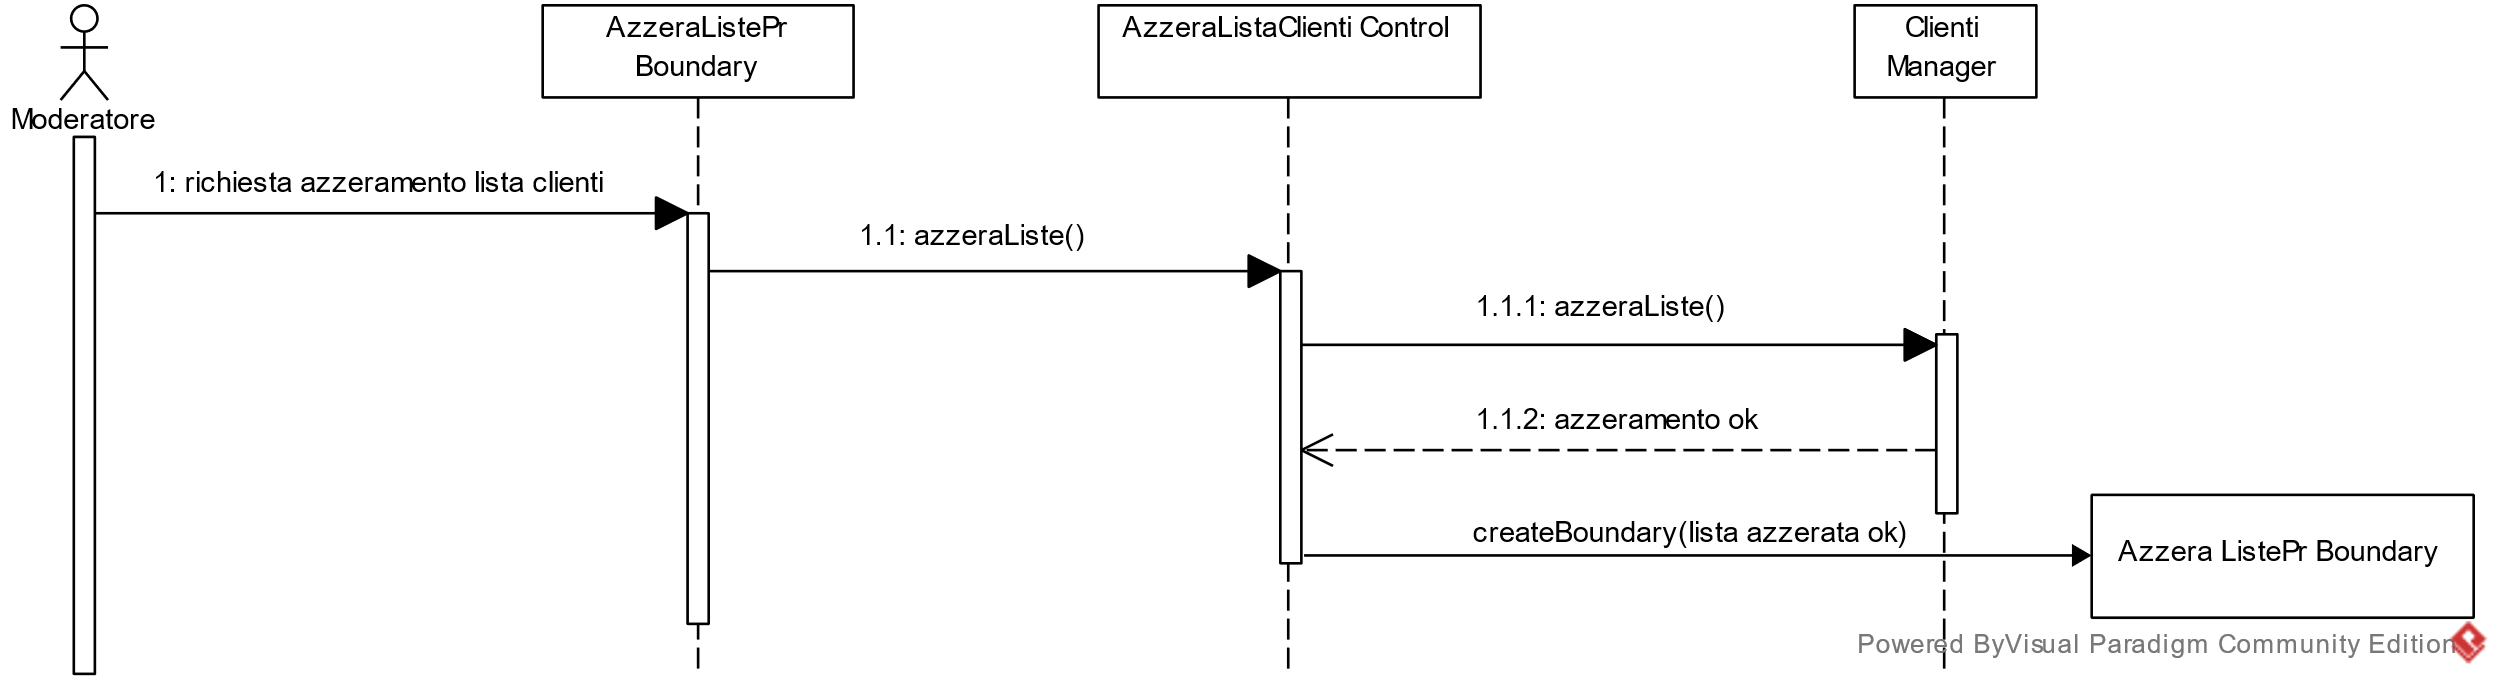 AzzeraListePr
Boundary
AzzeraListaClienti Control
Clienti
Manager
Moderatore
1: richiesta azzeramento lista clienti
1.1: azzeraListe()
1.1.1: azzeraListe()
1.1.2: azzeramento ok
createBoundary(lista azzerata ok)
Azzera ListePr Boundary
Powered ByVisual Paradigm Community Edition